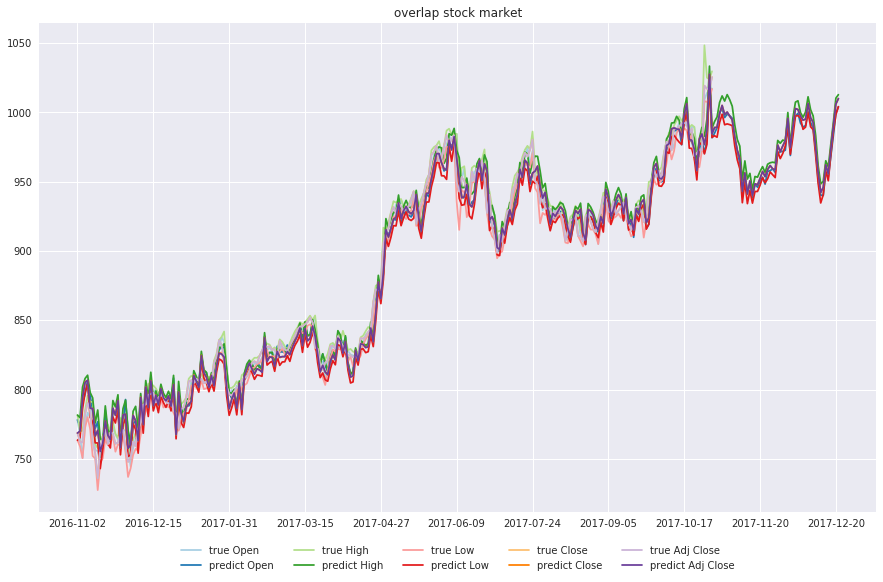 overlap stock market
1050
1000
950
900
850
800
750
2016-11-02 2016-12-15 2017-01-31 2017-03-15 2017-04-27 2017-06-09 2017-07-24 2017-09-05 2017-10-17 2017-11-20 2017-12-20
true Open true High true Low true Close true Adj Close
predict Open predict High predict Low predict Close predict Adj Close